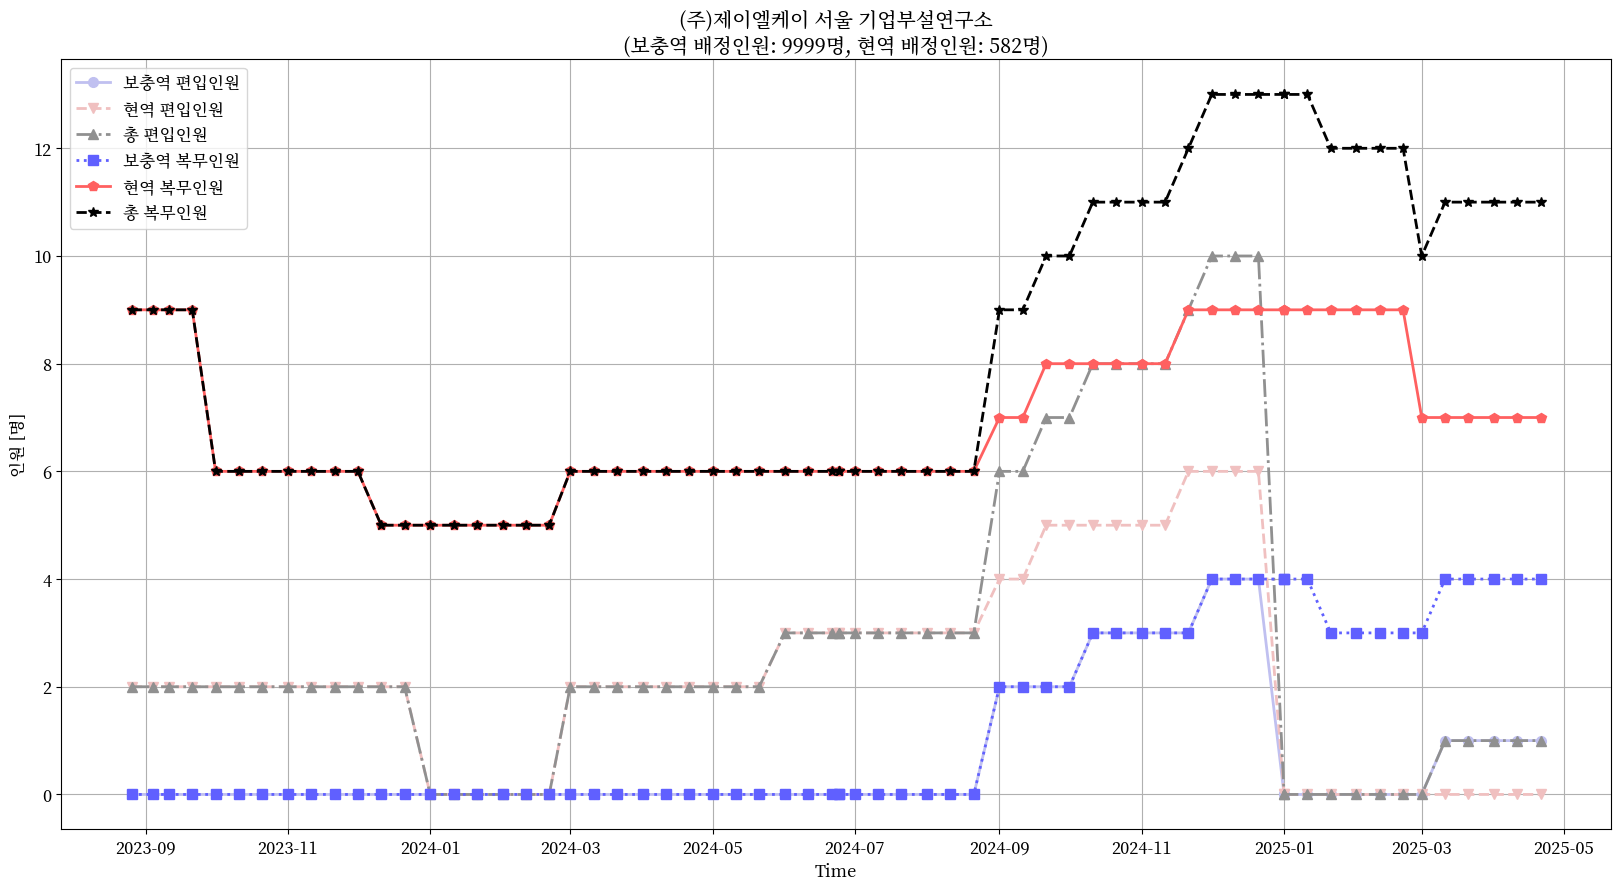 (주)제이엘케이 서울 기업부설연구소
(보충역 배정인원: 9999명, 현역 배정인원: 582명)
보충역 편입인원
현역 편입인원
총 편입인원
보충역 복무인원
현역 복무인원
총 복무인원
인원 [명]
12
10
8
6
4
2
0
2023-09 2023-11 2024-01 2024-03 2024-05 2024-07 2024-09 2024-11 2025-01 2025-03 2025-05
Time